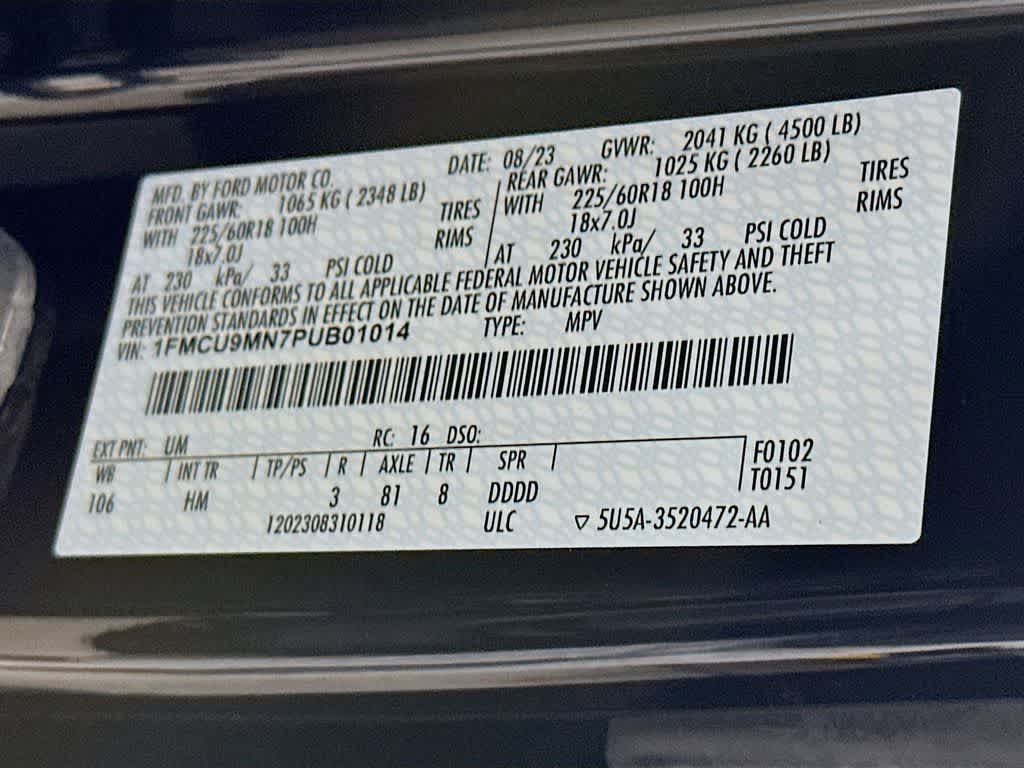 MFD. BY FORD MOTOR CO. DATE: 08/23 GVWR: 2041 KG ( 4500 LB)
FRONT GAWR: 1065 KG ( 2348 LB) REAR GAWR: 1025 KG ( 2260 LB)
WITH 225/60R18 100H TIRES WITH 225/60R18 100H TIRES
18x7.0J RIMS 18x7.0J RIMS
AT 230 kPa/ 33 PSI COLD AT 230 kPa/ 33 PSI COLD
THIS VEHICLE CONFORMS TO ALL APPLICABLE FEDERAL MOTOR VEHICLE SAFETY AND THEFT
PREVENTION STANDARDS IN EFFECT ON THE DATE OF MANUFACTURE SHOWN ABOVE.
VIN: 1FMCU9MN7PUB01014 TYPE: MPV
EXT PNT: UM RC: 16 DSO:
WB INT TR TP/PS R AXLE TR SPR F0102
106 HM 3 81 8 DDDD T0151
1202308310118 ULC ▽ 5U5A-3520472-AA